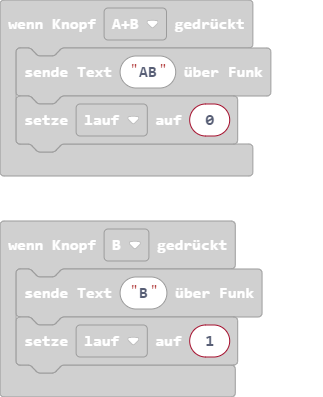 wenn Knopf A+B gedrückt
sende Text "AB" über Funk
setze lauf auf 0
wenn Knopf B gedrückt
sende Text "B" über Funk
setze lauf auf 1